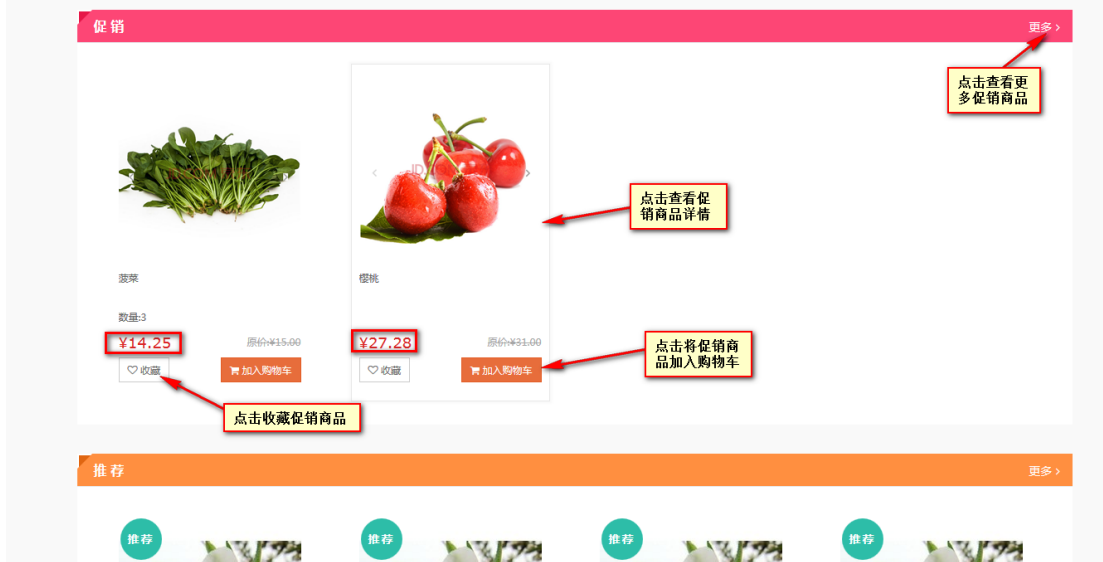 促销
更多 >
点击查看更
多促销商品
点击查看促
销商品详情
菠菜
樱桃
数量:3
¥14.25
原价:¥15.00
¥27.28
原价:¥31.00
收藏
加入购物车
收藏
加入购物车
点击将促销商
品加入购物车
点击收藏促销商品
推荐
更多 >
推荐
推荐
推荐
推荐